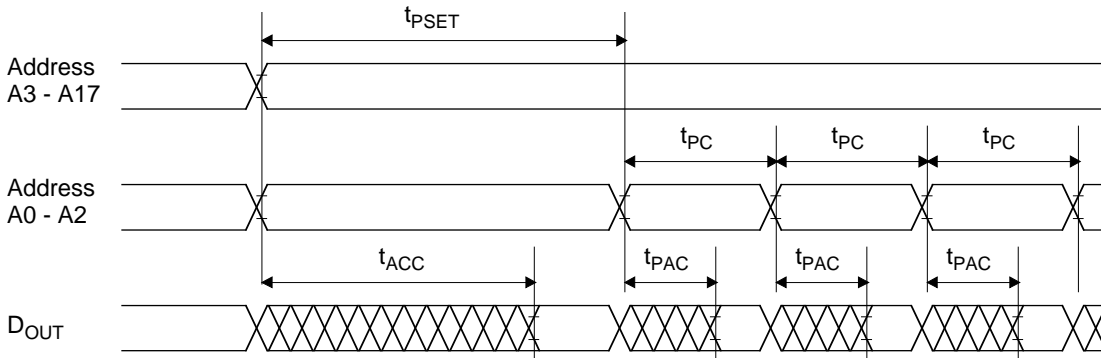 tPSET
Address
A3 - A17
tPC tPC tPC
Address
A0 - A2
tACC tPAC tPAC tPAC
DOUT